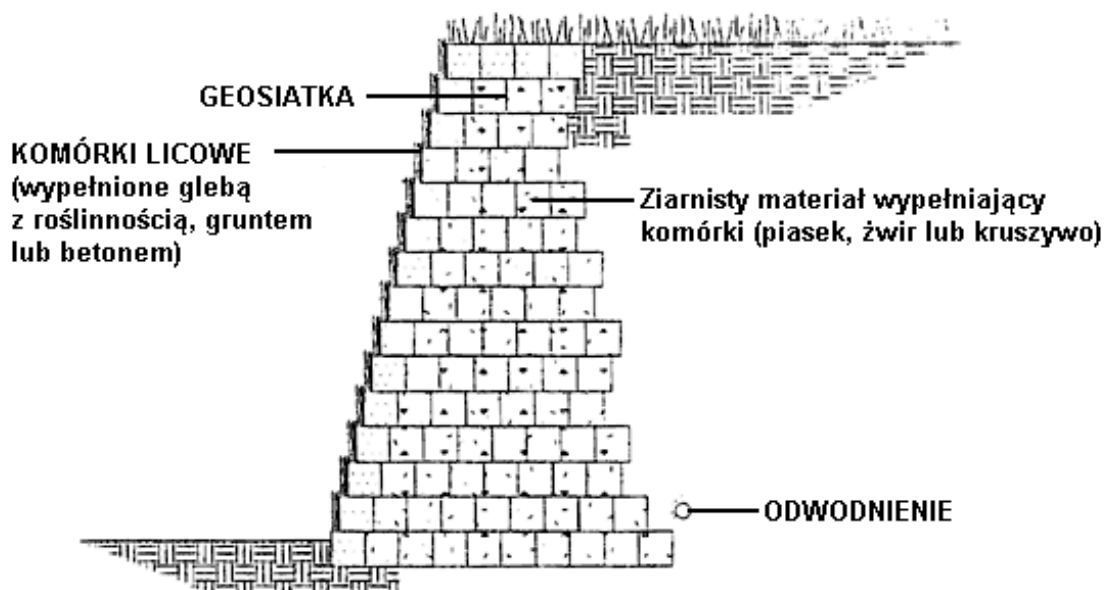 GEOSIATKA
KOMÓRKI LICOWE
(wypełnione glebą
z roślinnością, gruntem
lub betonem)
Ziarnisty materiał wypełniający
komórki (piasek, żwir lub kruszywo)
ODWODNIENIE